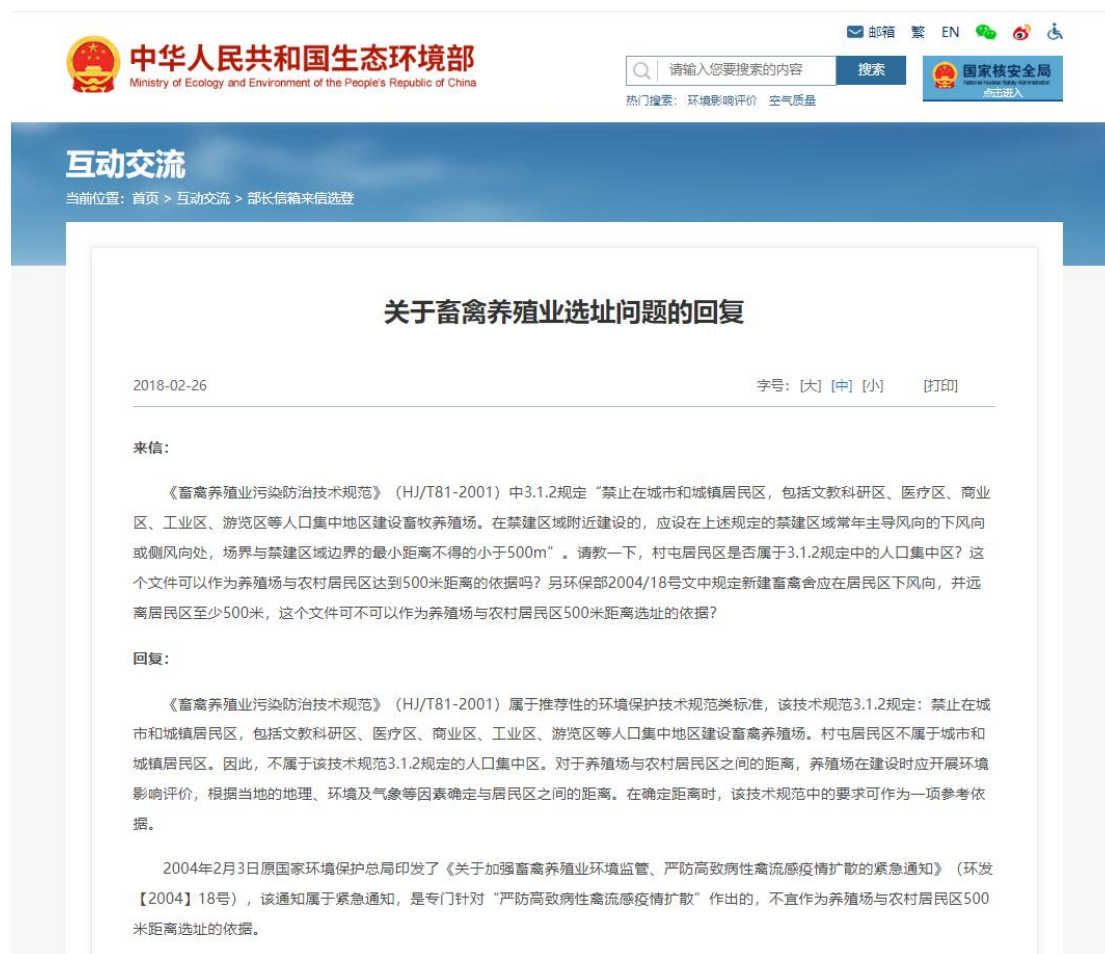 邮箱 繁 EN
中华人民共和国生态环境部
Ministry of Ecology and Environment of the People's Republic of China
请输入您要搜索的内容 搜索
国家核安全局
点击进入
热门搜索： 环境影响评价 空气质量
互动交流
当前位置：首页 > 互动交流 > 部长信箱来信选登
关于畜禽养殖业选址问题的回复
2018-02-26 字号：[大] [中] [小] [打印]
来信：
《畜禽养殖业污染防治技术规范》（HJ/T81-2001）中3.1.2规定“禁止在城市和城镇居民区，包括文教科研区、医疗区、商业
区、工业区、游览区等人口集中地区建设畜牧养殖场。在禁建区域附近建设的，应设在上述规定的禁建区域常年主导风向的下风向
或侧风向处，场界与禁建区域边界的最小距离不得的小于500m”。请教一下，村屯居民区是否属于3.1.2规定中的人口集中区？这
个文件可以作为养殖场与农村居民区达到500米距离的依据吗？另环保部2004/18号文中规定新建畜禽舍应在居民区下风向，并远
离居民区至少500米，这个文件可不可以作为养殖场与农村居民区500米距离选址的依据？
回复：
《畜禽养殖业污染防治技术规范》（HJ/T81-2001）属于推荐性的环境保护技术规范类标准，该技术规范3.1.2规定：禁止在城
市和城镇居民区，包括文教科研区、医疗区、商业区、工业区、游览区等人口集中地区建设畜禽养殖场。村屯居民区不属于城市和
城镇居民区。因此，不属于该技术规范3.1.2规定的人口集中区。对于养殖场与农村居民区之间的距离，养殖场在建设时应开展环境
影响评价，根据当地的地理、环境及气象等因素确定与居民区之间的距离。在确定距离时，该技术规范中的要求可作为一项参考依
据。
2004年2月3日原国家环境保护总局印发了《关于加强畜禽养殖业环境监管、严防高致病性禽流感疫情扩散的紧急通知》（环发
【2004】18号），该通知属于紧急通知，是专门针对“严防高致病性禽流感疫情扩散”作出的，不宜作为养殖场与农村居民区500
米距离选址的依据。